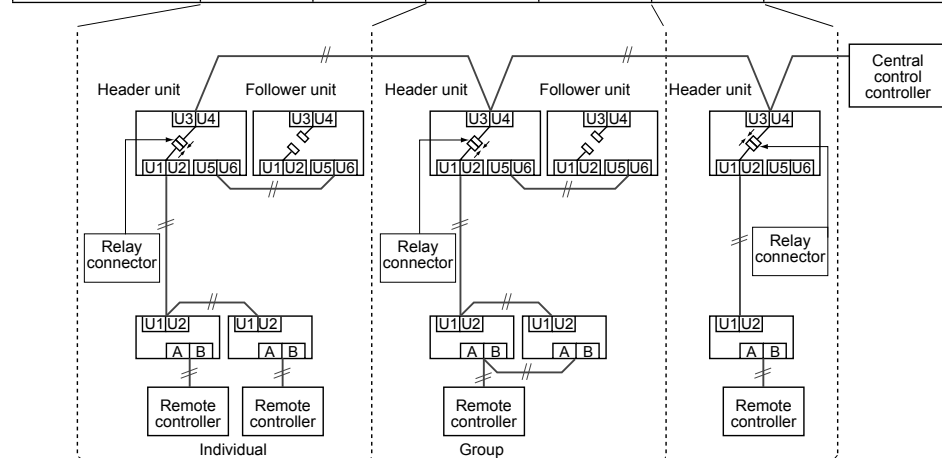 Central
control
controller
Header unit
Follower unit
Header unit
Follower unit
Header unit
U3 U4
U3 U4
U3 U4
U3 U4
U3 U4
U1 U2 U5 U6
U1 U2 U5 U6
U1 U2 U5 U6
U1 U2 U5 U6
U1 U2 U5 U6
Relay
connector
Relay
connector
Relay
connector
U1 U2
U1 U2
U1 U2
U1 U2
U1 U2
A B
A B
A B
A B
A B
Remote
controller
Remote
controller
Remote
controller
Remote
controller
Individual
Group